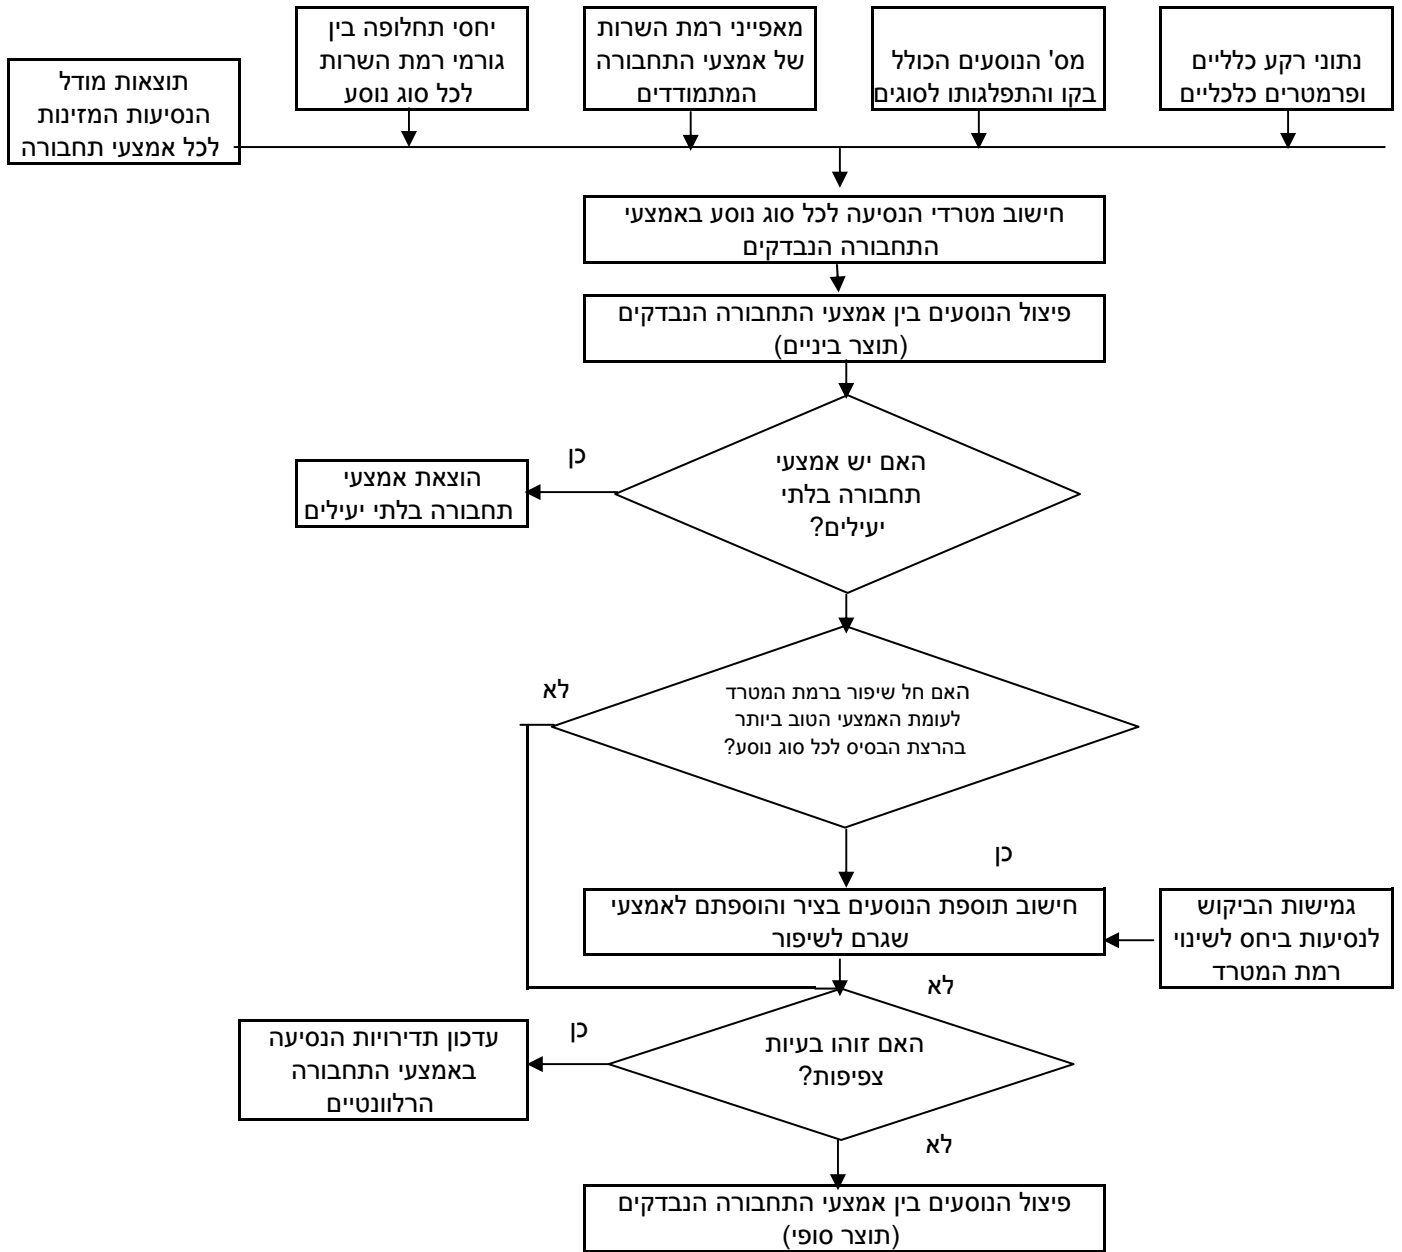 נתוני רקע כלליים
ופרמטרים כלכליים
מס' הנוסעים הכולל
בקו והתפלגותו לסוגים
מאפייני רמת השרות
של אמצעי התחבורה
המתמודדים
יחסי תחלופה בין
גורמי רמת השרות
לכל סוג נוסע
תוצאות מודל
הנסיעות המזינות
לכל אמצעי תחבורה
חישוב מטרדי הנסיעה לכל סוג נוסע באמצעי
התחבורה הנבדקים
פיצול הנוסעים בין אמצעי התחבורה הנבדקים
(תוצר ביניים)
האם יש אמצעי
תחבורה בלתי
יעילים?
כן
הוצאת אמצעי
תחבורה בלתי יעילים
האם חל שיפור ברמת המטרד
לעומת האמצעי הטוב ביותר
בהרצת הבסיס לכל סוג נוסע?
לא
כן
חישוב תוספת הנוסעים בציר והוספתם לאמצעי
שגרם לשיפור
גמישות הביקוש
לנסיעות ביחס לשינוי
רמת המטרד
לא
האם זוהו בעיות
צפיפות?
כן
עדכון תדירויות הנסיעה
באמצעי התחבורה
הרלוונטיים
לא
פיצול הנוסעים בין אמצעי התחבורה הנבדקים
(תוצר סופי)